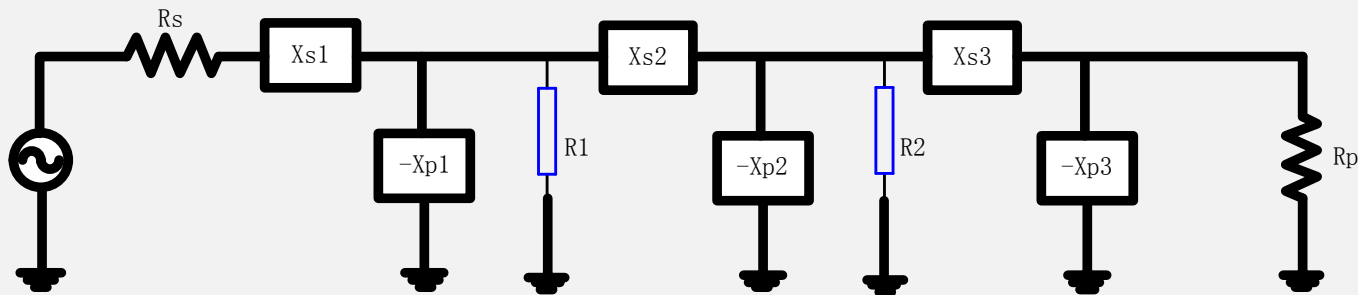 Rs
Xs1
Xs2
Xs3
-Xp1
R1
-Xp2
R2
-Xp3
Rp